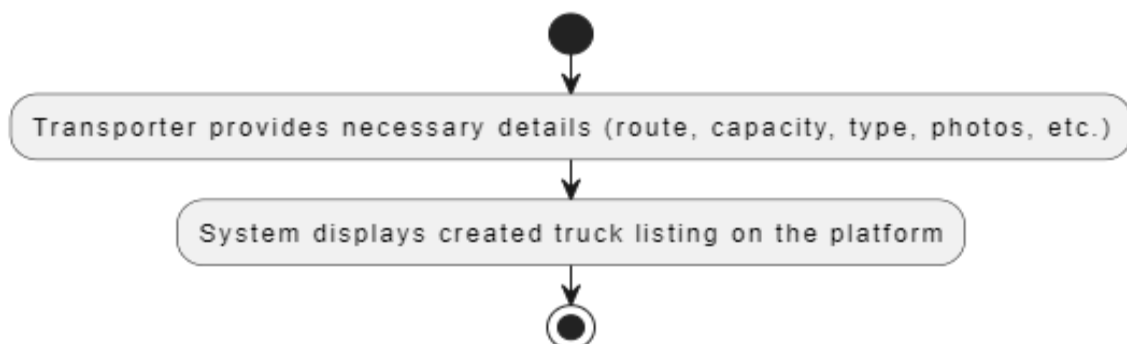 Transporter provides necessary details (route, capacity, type, photos, etc.)
System displays created truck listing on the platform